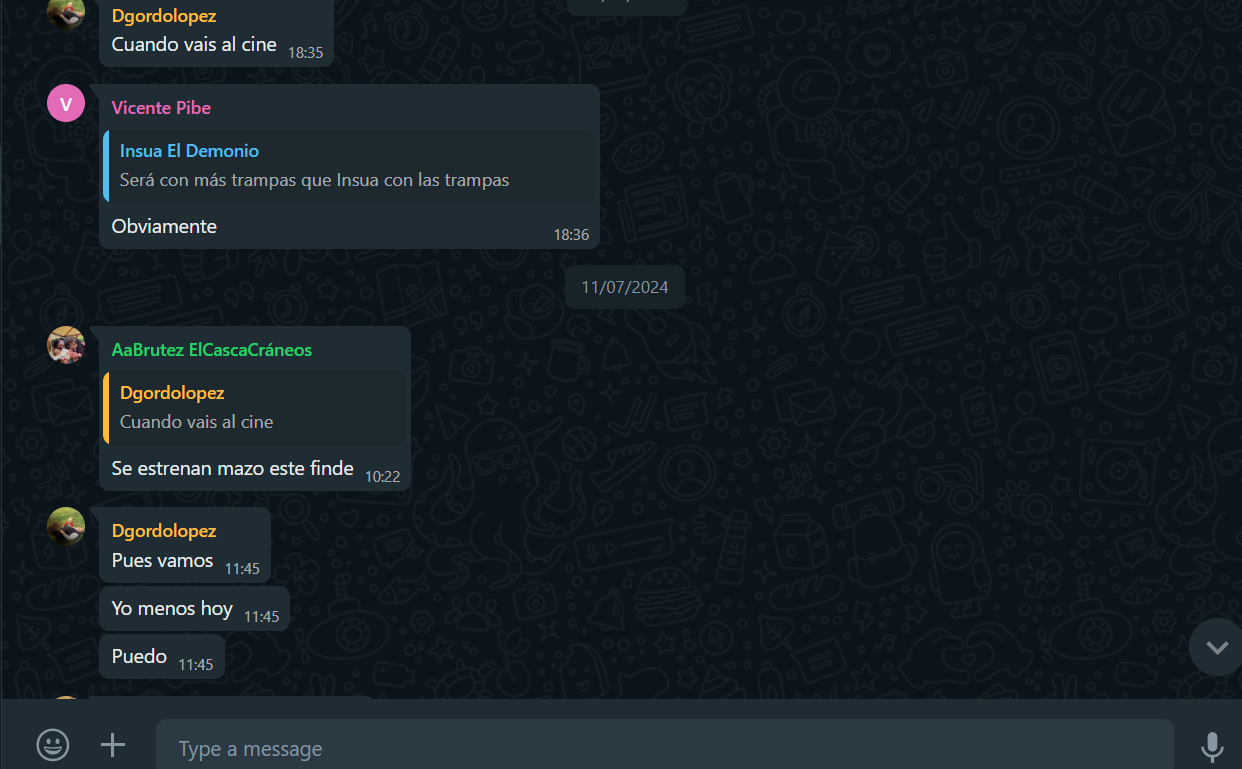 Dgordolopez
Cuando vais al cine 18:35
V
Vicente Pibe
Insua El Demonio
Será con más trampas que Insua con las trampas
Obviamente
18:36
11/07/2024
AaBrutez ElCascaCráneos
Dgordolopez
Cuando vais al cine
Se estrenan mazo este finde 10:22
Dgordolopez
Pues vamos 11:45
Yo menos hoy 11:45
Puedo 11:45
Type a message